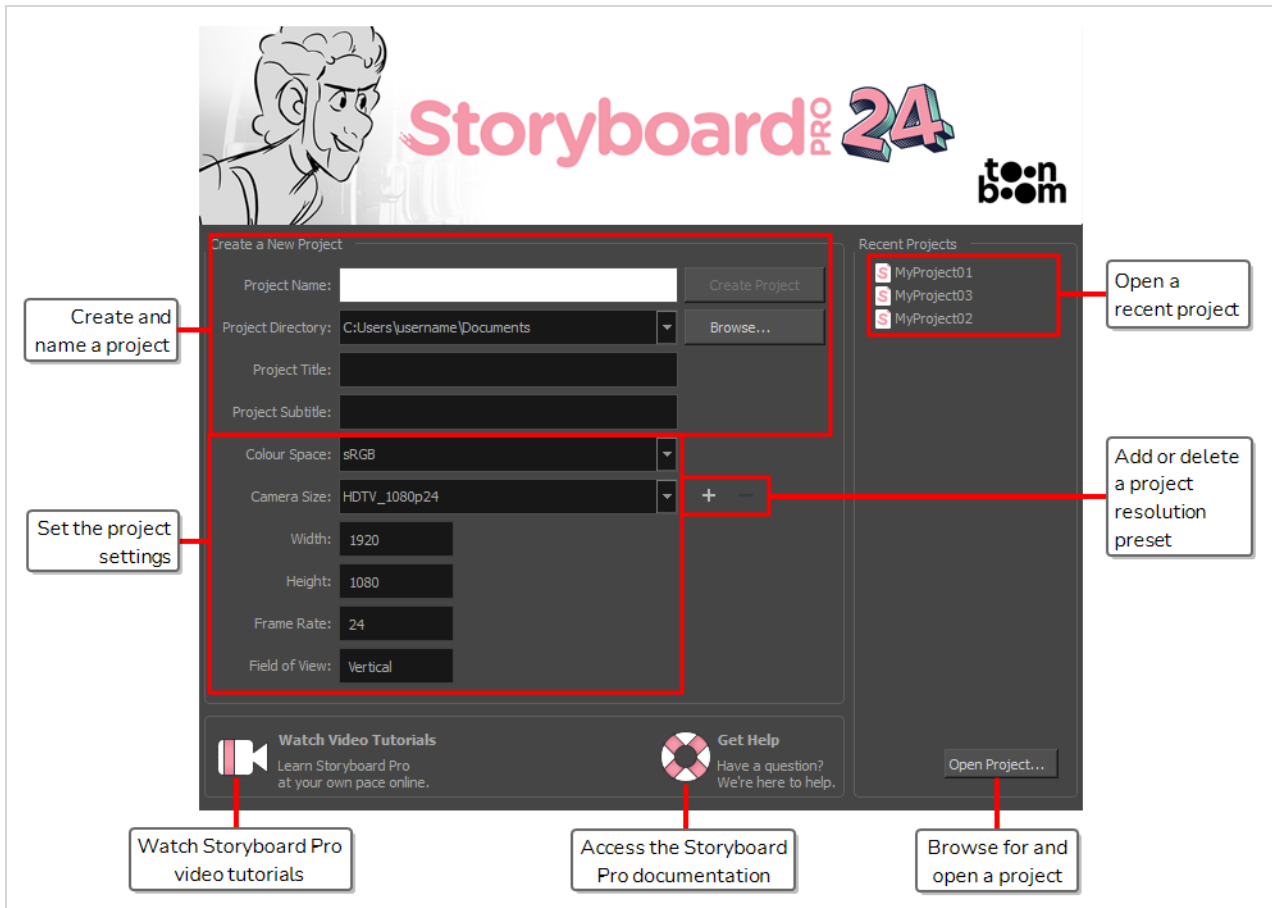 Storyboard PRO 24
toon
boom
Create a New Project
Project Name:
Create Project
Project Directory: C:\Users\username\Documents Browse...
Project Title:
Project Subtitle:
Colour Space: sRGB
Camera Size: HDTV_1080p24 + −
Width: 1920
Height: 1080
Frame Rate: 24
Field of View: Vertical
Recent Projects
S MyProject01
S MyProject03
S MyProject02
Open Project...
Watch Video Tutorials
Learn Storyboard Pro
at your own pace online.
Get Help
Have a question?
We're here to help.
Create and
name a project
Set the project
settings
Open a
recent project
Add or delete
a project
resolution
preset
Watch Storyboard Pro
video tutorials
Access the Storyboard
Pro documentation
Browse for and
open a project